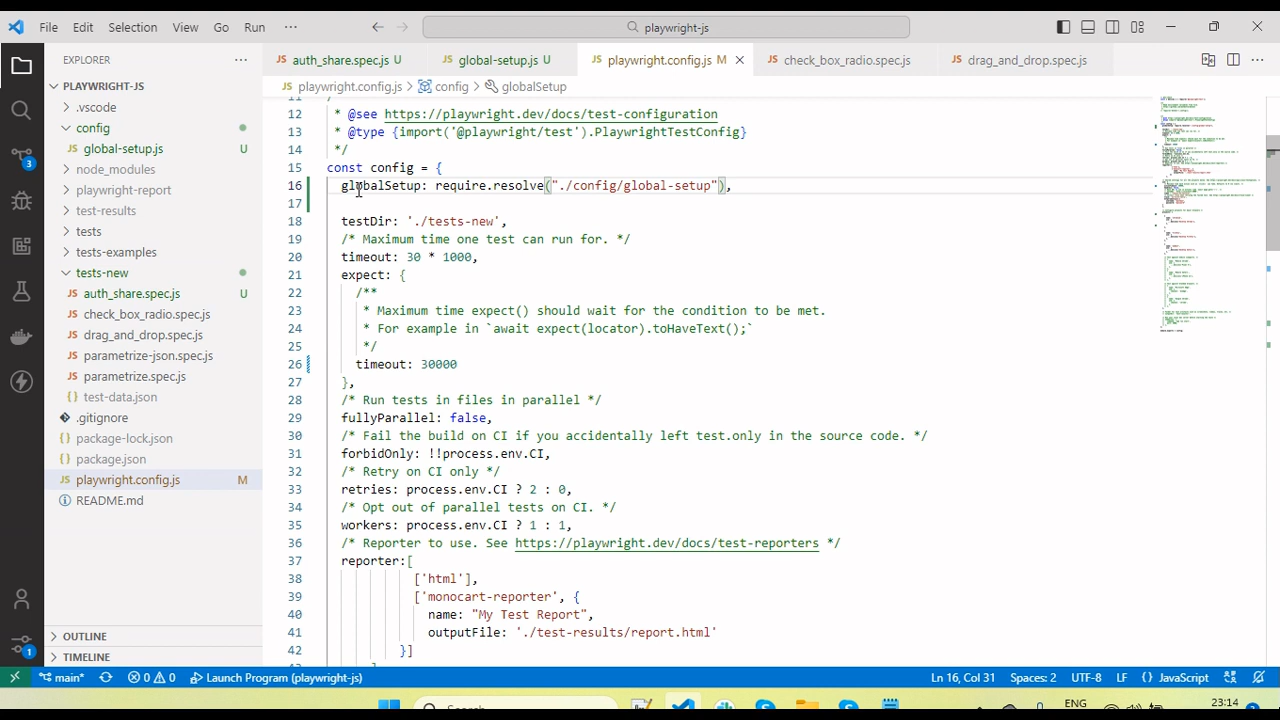 File Edit Selection View Go Run ··· playwright-js
EXPLORER ···
JS auth_share.spec.js U JS global-setup.js U JS playwright.config.js M JS check_box_radio.spec.js JS drag_and_drop.spec.js ···
JS playwright.config.js > config > globalSetup
PLAYWRIGHT-JS
.vscode
config
JS global-setup.js U
node_modules
playwright-report
test-results
tests
tests-examples
tests-new
JS auth_share.spec.js U
JS check_box_radio.spec.js
JS drag_and_drop.spec.js
JS parametrize-json.spec.js
JS parametrize.spec.js
{} test-data.json
.gitignore
{} package-lock.json
{} package.json
JS playwright.config.js M
README.md
OUTLINE
TIMELINE
3
1
11 /**
12 * @see https://playwright.dev/docs/test-configuration
13 * @type {import('@playwright/test').PlaywrightTestConfig}
14 */
15 const config = {
16 globalSetup: require.resolve("./config/global-setup"),
17
18 testDir: './tests-new',
19 /* Maximum time one test can run for. */
20 timeout: 30 * 1000,
21 expect: {
22 /**
23 * Maximum time expect() should wait for the condition to be met.
24 * For example in `await expect(locator).toHaveText();`
25 */
26 timeout: 30000
27 },
28 /* Run tests in files in parallel */
29 fullyParallel: false,
30 /* Fail the build on CI if you accidentally left test.only in the source code. */
31 forbidOnly: !!process.env.CI,
32 /* Retry on CI only */
33 retries: process.env.CI ? 2 : 0,
34 /* Opt out of parallel tests on CI. */
35 workers: process.env.CI ? 1 : 1,
36 /* Reporter to use. See https://playwright.dev/docs/test-reporters */
37 reporter:[
38 ['html'],
39 ['monocart-reporter', {
40 name: "My Test Report",
41 outputFile: './test-results/report.html'
42 }]
43 ]
main* 0 0 Launch Program (playwright-js) Ln 16, Col 31 Spaces: 2 UTF-8 LF {} JavaScript
Search ENG 23:14